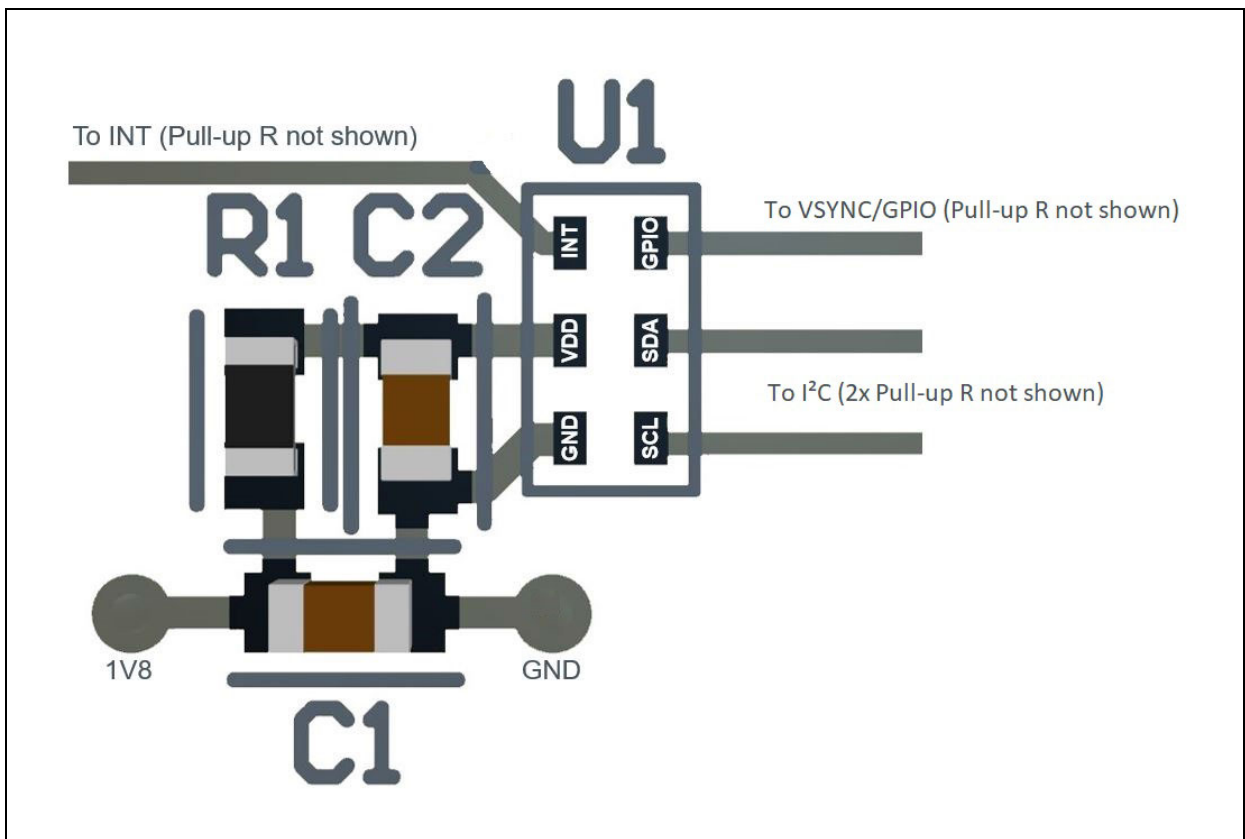 U1
To INT (Pull-up R not shown)
R1 C2
To VSYNC/GPIO (Pull-up R not shown)
INT GPIO
VDD SDA
To I²C (2x Pull-up R not shown)
GND SCL
1V8
GND
C1